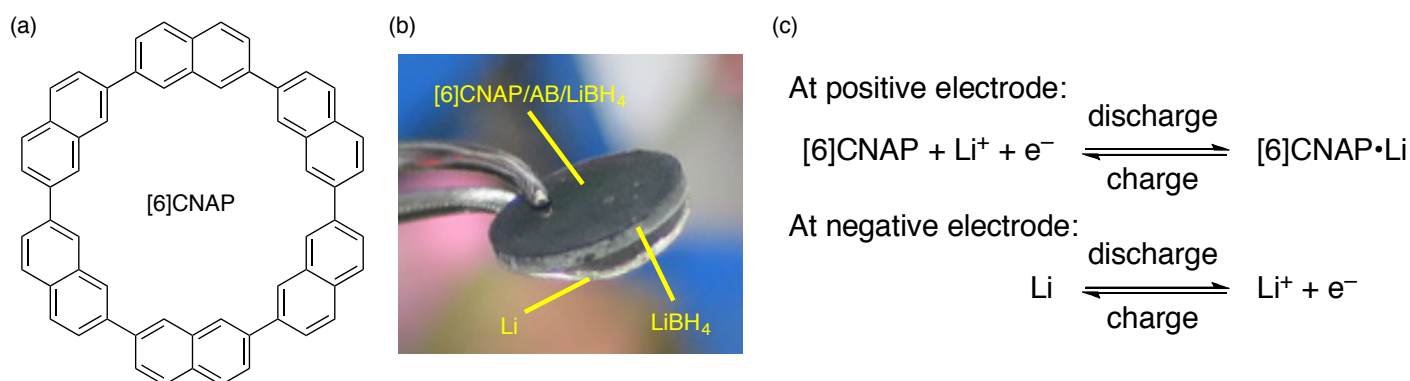 (a)
[6]CNAP
(b)
[6]CNAP/AB/LiBH₄
Li
LiBH₄
(c)
At positive electrode:
[6]CNAP + Li⁺ + e⁻ discharge charge [6]CNAP•Li
At negative electrode:
Li discharge charge Li⁺ + e⁻